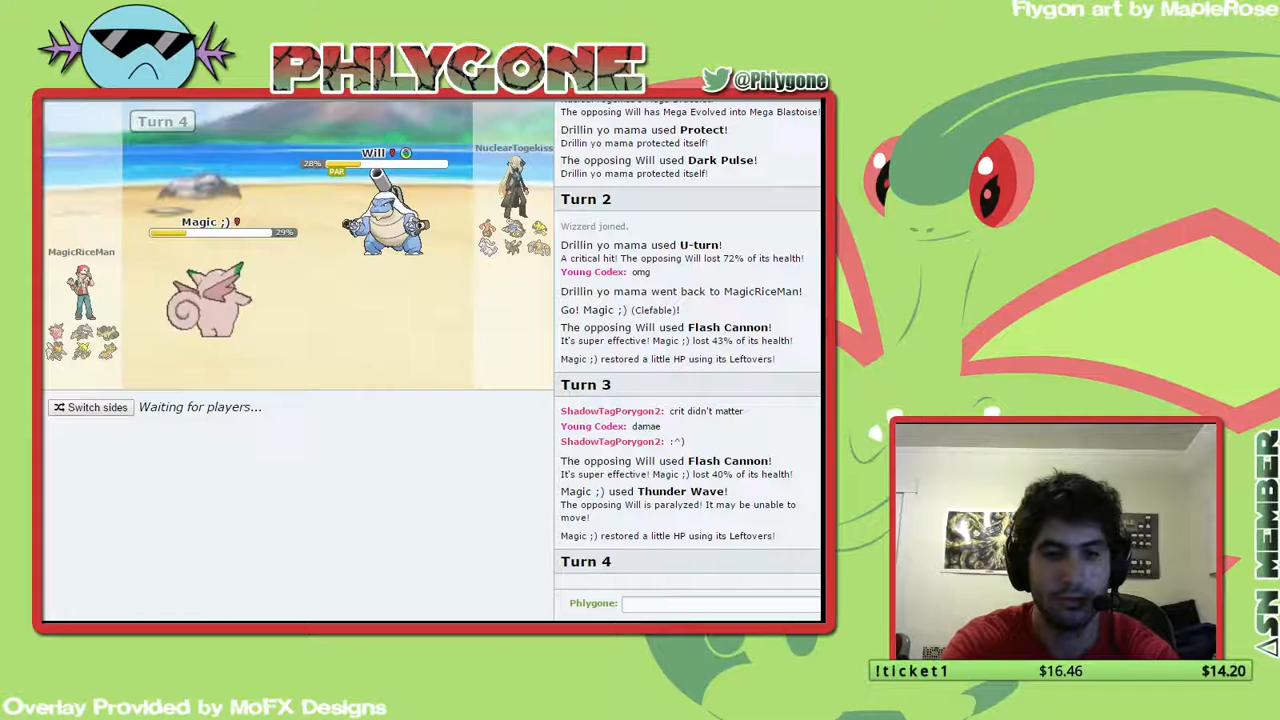 Flygon art by MapleRose
PHLYGONE
@Phlygone
Turn 4
Will
28%
PAR
NuclearTogekiss
Magic ;)
29%
MagicRiceMan
Switch sides
Waiting for players...
The opposing Will has Mega Evolved into Mega Blastoise!
Drillin yo mama used Protect!
Drillin yo mama protected itself!
The opposing Will used Dark Pulse!
Drillin yo mama protected itself!
Turn 2
Wizzerd joined.
Drillin yo mama used U-turn!
A critical hit! The opposing Will lost 72% of its health!
Young Codex: omg
Drillin yo mama went back to MagicRiceMan!
Go! Magic ;) (Clefable)!
The opposing Will used Flash Cannon!
It's super effective! Magic ;) lost 43% of its health!
Magic ;) restored a little HP using its Leftovers!
Turn 3
ShadowTagPorygon2: crit didn't matter
Young Codex: damae
ShadowTagPorygon2: :^)
The opposing Will used Flash Cannon!
It's super effective! Magic ;) lost 40% of its health!
Magic ;) used Thunder Wave!
The opposing Will is paralyzed! It may be unable to
move!
Magic ;) restored a little HP using its Leftovers!
Turn 4
Phlygone:
!ticket1 $16.46 $14.20
ASN MEMBER
Overlay Provided by MoFX Designs